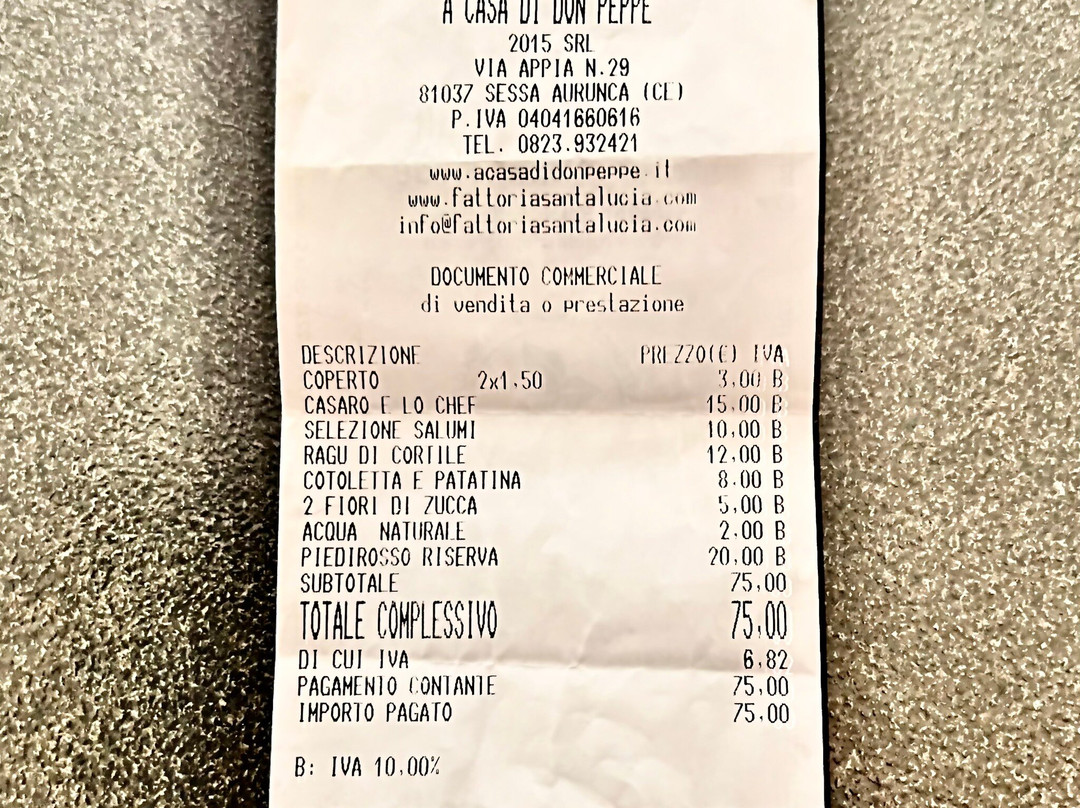 A CASA DI DON PEPPE
2015 SRL
VIA APPIA N.29
81037 SESSA AURUNCA (CE)
P.IVA 04041660616
TEL. 0823.932421
www.acasadidonpeppe.it
www.fattoriasantalucia.com
info@fattoriasantalucia.com
DOCUMENTO COMMERCIALE
di vendita o prestazione
DESCRIZIONE PREZZO(€) IVA
COPERTO 2x1,50 3,00 B
CASARO E LO CHEF 15,00 B
SELEZIONE SALUMI 10,00 B
RAGU DI CORTILE 12,00 B
COTOLETTA E PATATINA 8,00 B
2 FIORI DI ZUCCA 5,00 B
ACQUA NATURALE 2,00 B
PIEDIROSSO RISERVA 20,00 B
SUBTOTALE 75,00
TOTALE COMPLESSIVO 75,00
DI CUI IVA 6,82
PAGAMENTO CONTANTE 75,00
IMPORTO PAGATO 75,00
B: IVA 10,00%